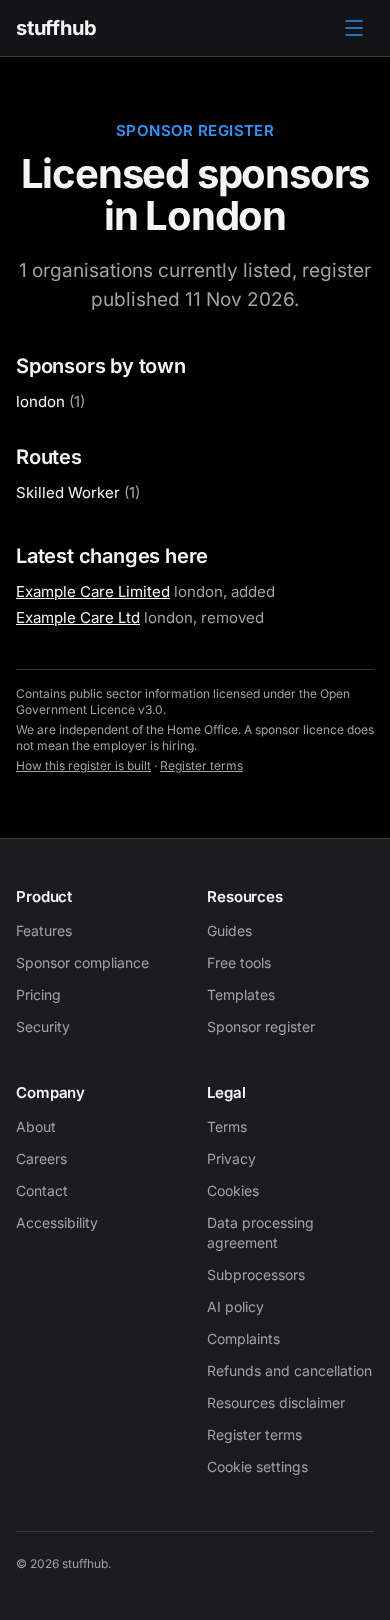 stuffhub
SPONSOR REGISTER
Licensed sponsors
in London
1 organisations currently listed, register
published 11 Nov 2026.
Sponsors by town
london (1)
Routes
Skilled Worker (1)
Latest changes here
Example Care Limited london, added
Example Care Ltd london, removed
Contains public sector information licensed under the Open
Government Licence v3.0.
We are independent of the Home Office. A sponsor licence does
not mean the employer is hiring.
How this register is built · Register terms
Product
Features
Sponsor compliance
Pricing
Security
Resources
Guides
Free tools
Templates
Sponsor register
Company
About
Careers
Contact
Accessibility
Legal
Terms
Privacy
Cookies
Data processing
agreement
Subprocessors
AI policy
Complaints
Refunds and cancellation
Resources disclaimer
Register terms
Cookie settings
© 2026 stuffhub.